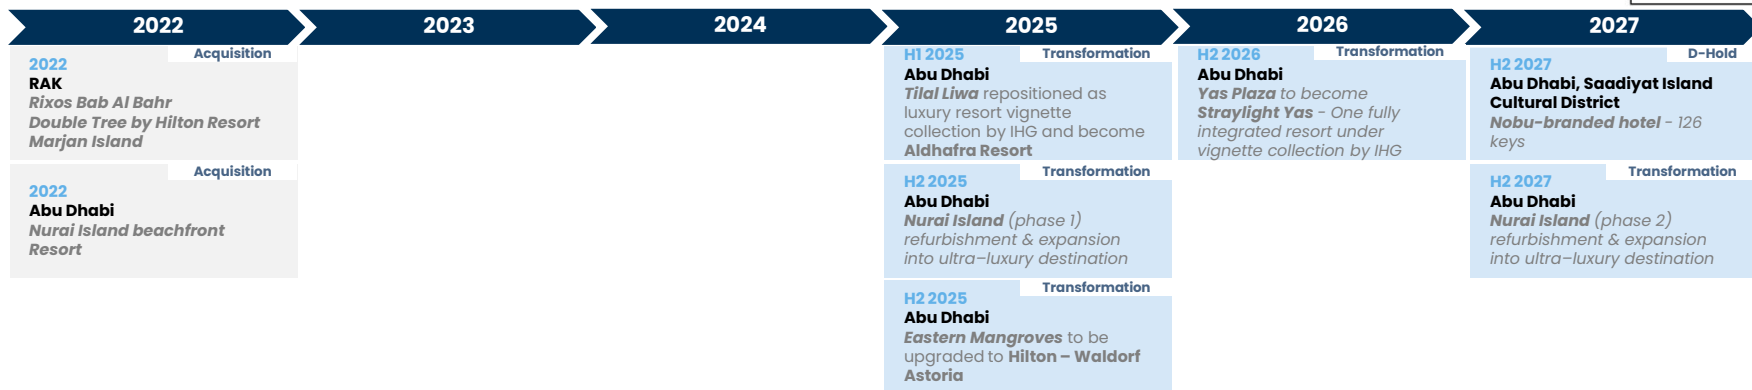 2022
2023
2024
2025
2026
2027
Acquisition
2022
RAK
Rixos Bab Al Bahr
Double Tree by Hilton Resort
Marjan Island
Acquisition
2022
Abu Dhabi
Nurai Island beachfront
Resort
Transformation
H1 2025
Abu Dhabi
Tilal Liwa repositioned as
luxury resort vignette
collection by IHG and become
Aldhafra Resort
Transformation
H2 2025
Abu Dhabi
Nurai Island (phase 1)
refurbishment & expansion
into ultra–luxury destination
Transformation
H2 2025
Abu Dhabi
Eastern Mangroves to be
upgraded to Hilton – Waldorf
Astoria
Transformation
H2 2026
Abu Dhabi
Yas Plaza to become
Straylight Yas - One fully
integrated resort under
vignette collection by IHG
D-Hold
H2 2027
Abu Dhabi, Saadiyat Island
Cultural District
Nobu-branded hotel - 126
keys
Transformation
H2 2027
Abu Dhabi
Nurai Island (phase 2)
refurbishment & expansion
into ultra–luxury destination